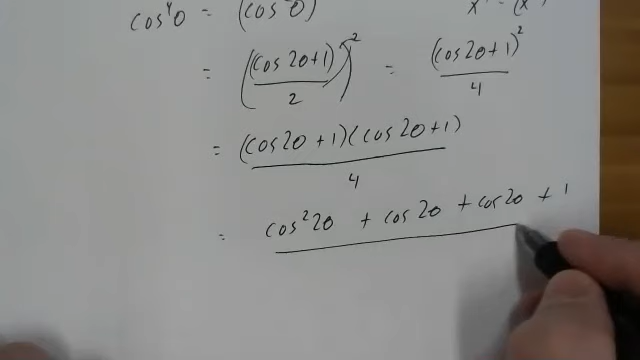 cos⁴θ = (cos²θ)
= ((cos2θ+1)/2)² = (cos2θ+1)²/4
= (cos2θ+1)(cos2θ+1)/4
= cos²2θ + cos2θ + cos2θ + 1